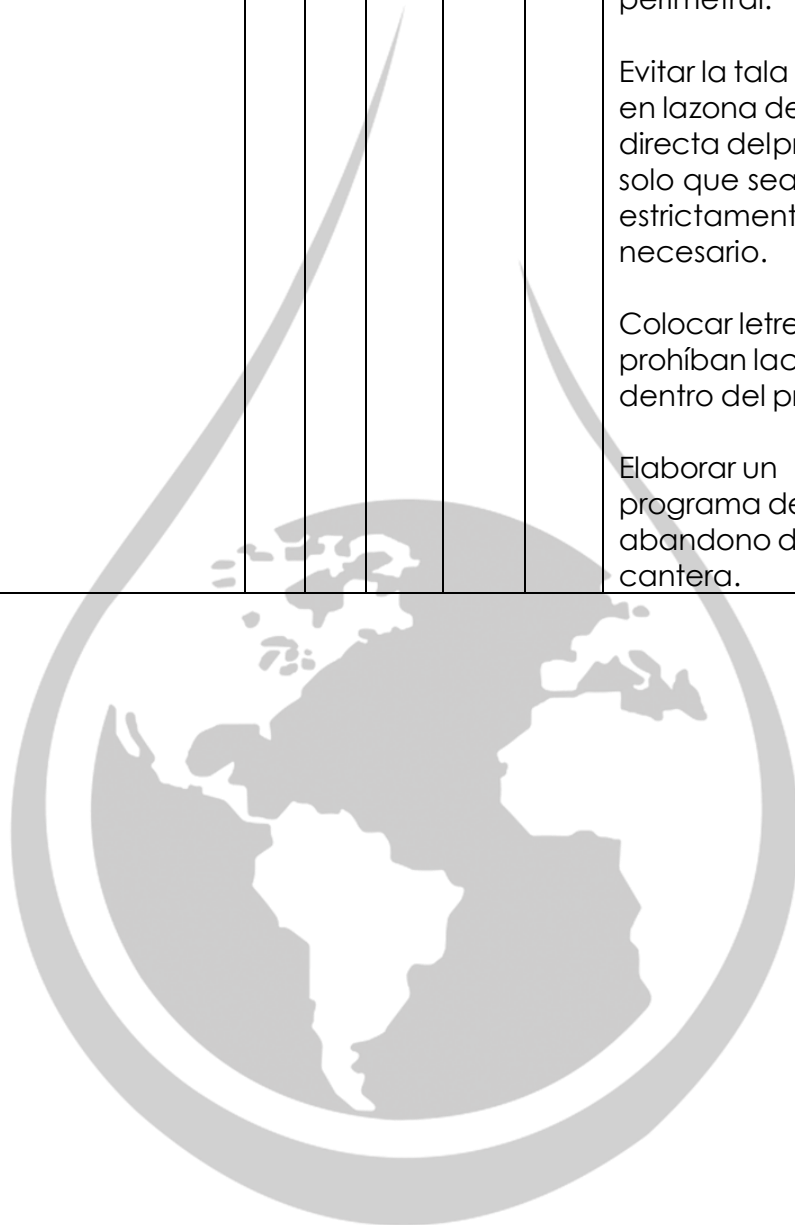 perimetral.
Evitar la tala
en lazona de
directa delpr
solo que sea
estrictament
necesario.
Colocar letre
prohíban lac
dentro del pr
Elaborar un
programa de
abandono d
cantera.